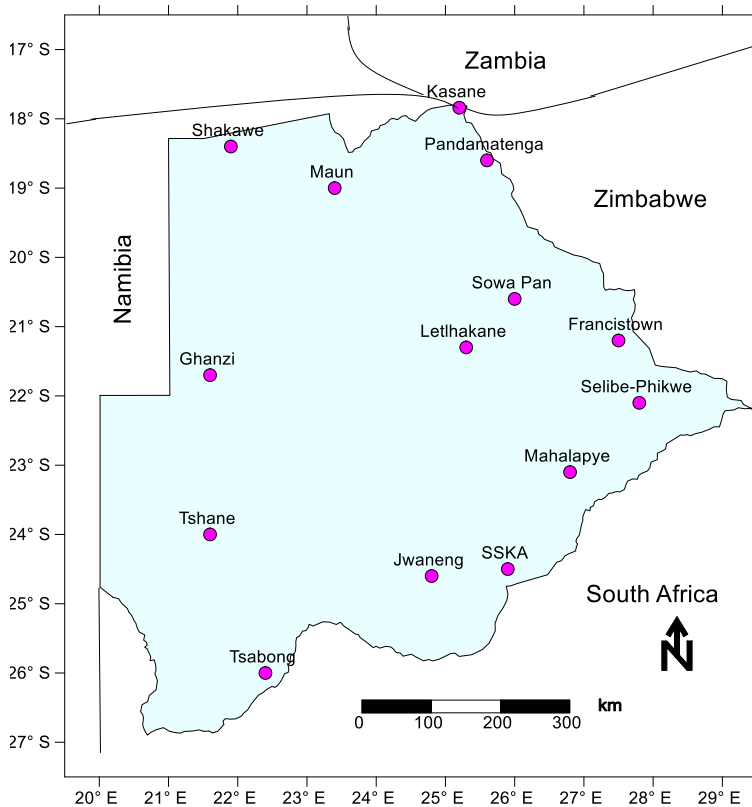 17° S
Zambia
Kasane
18° S
Shakawe
Pandamatenga
Maun
19° S
Zimbabwe
20° S
Namibia
Sowa Pan
21° S
Letlhakane
Francistown
Ghanzi
22° S
Selibe-Phikwe
23° S
Mahalapye
Tshane
24° S
Jwaneng
SSKA
25° S
South Africa
Tsabong
26° S
N
km
0 100 200 300
27° S
20° E 21° E 22° E 23° E 24° E 25° E 26° E 27° E 28° E 29° E